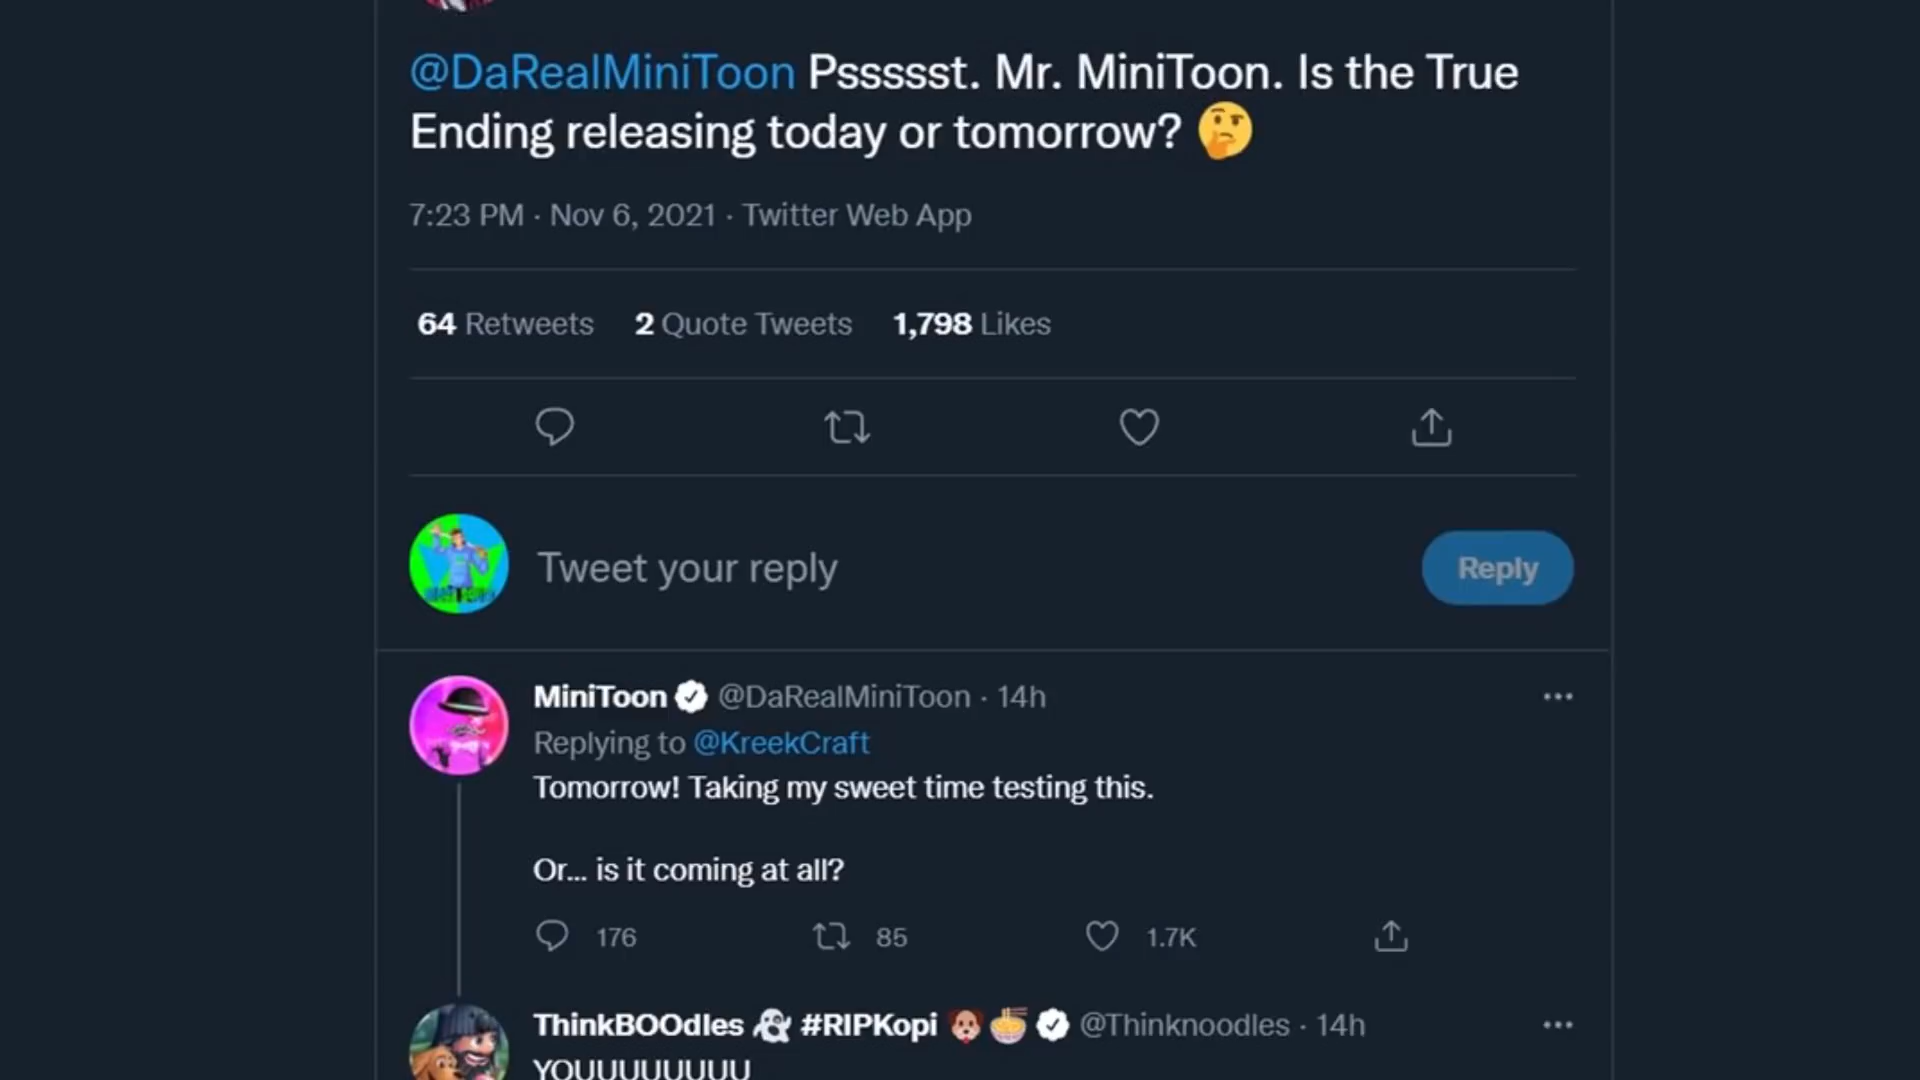 @DaRealMiniToon Pssssst. Mr. MiniToon. Is the True
Ending releasing today or tomorrow? 🤔
7:23 PM · Nov 6, 2021 · Twitter Web App
64 Retweets 2 Quote Tweets 1,798 Likes
Tweet your reply
Reply
MiniToon @DaRealMiniToon · 14h
Replying to @KreekCraft
Tomorrow! Taking my sweet time testing this.
Or... is it coming at all?
176 85 1.7K
ThinkBOOdles 👻 #RIPKopi 🐶🍜 @Thinknoodles · 14h
YOUUUUUUUU